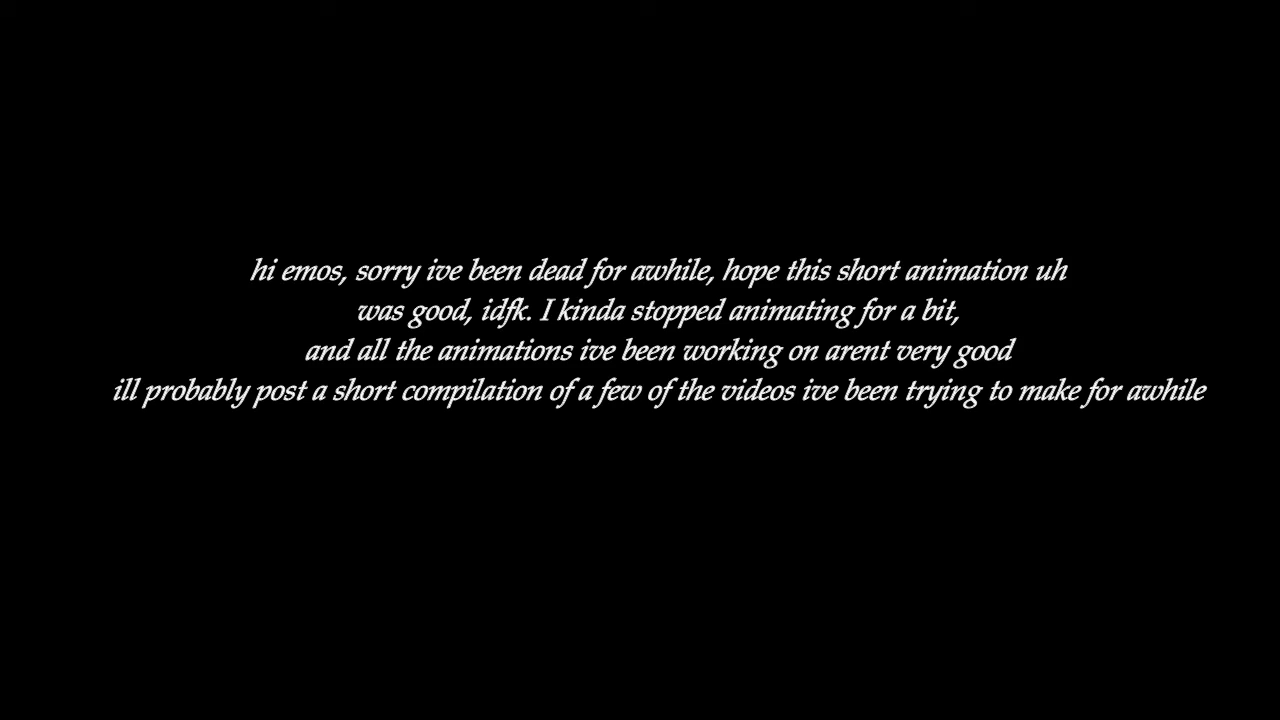 hi emos, sorry ive been dead for awhile, hope this short animation uh
was good, idfk. I kinda stopped animating for a bit,
and all the animations ive been working on arent very good
ill probably post a short compilation of a few of the videos ive been trying to make for awhile